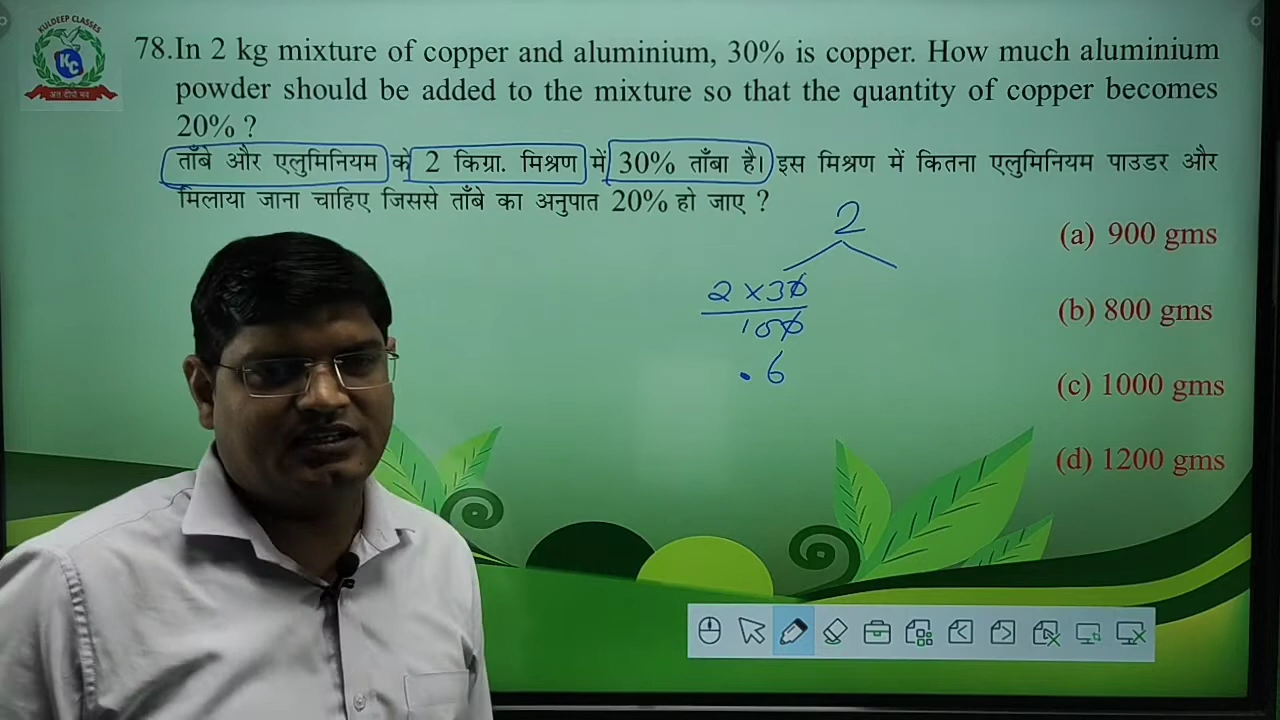 KULDEEP CLASSES
KC
78.In 2 kg mixture of copper and aluminium, 30% is copper. How much aluminium
powder should be added to the mixture so that the quantity of copper becomes
20% ?
ताँबे और एलुमिनियम के 2 किग्रा. मिश्रण में 30% ताँबा है। इस मिश्रण में कितना एलुमिनियम पाउडर और
मिलाया जाना चाहिए जिससे ताँबे का अनुपात 20% हो जाए ?
2
2 × 30
100
.6
(a) 900 gms
(b) 800 gms
(c) 1000 gms
(d) 1200 gms